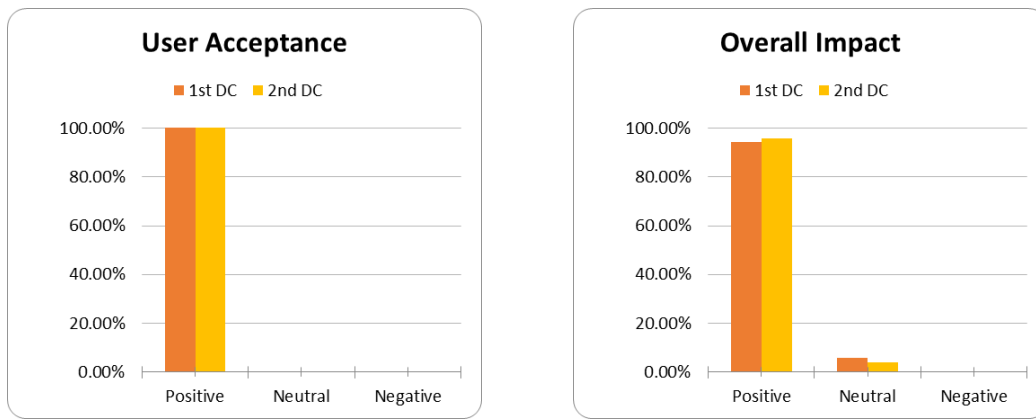 User Acceptance
1st DC 2nd DC
100.00%
80.00%
60.00%
40.00%
20.00%
0.00%
Positive Neutral Negative
Overall Impact
1st DC 2nd DC
100.00%
80.00%
60.00%
40.00%
20.00%
0.00%
Positive Neutral Negative